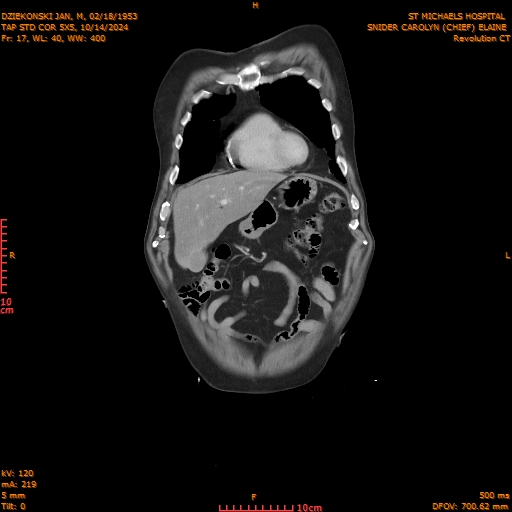 H
DZIEKONSKI JAN, M, 02/18/1953
TAP STD COR 5X5, 10/14/2024
Fr: 17, WL: 40, WW: 400
ST MICHAELS HOSPITAL
SNIDER CAROLYN (CHIEF) ELAINE
Revolution CT
R
L
10
cm
kV: 120
mA: 219
5 mm
Tilt: 0
F
10cm
500 ms
DFOV: 700.62 mm